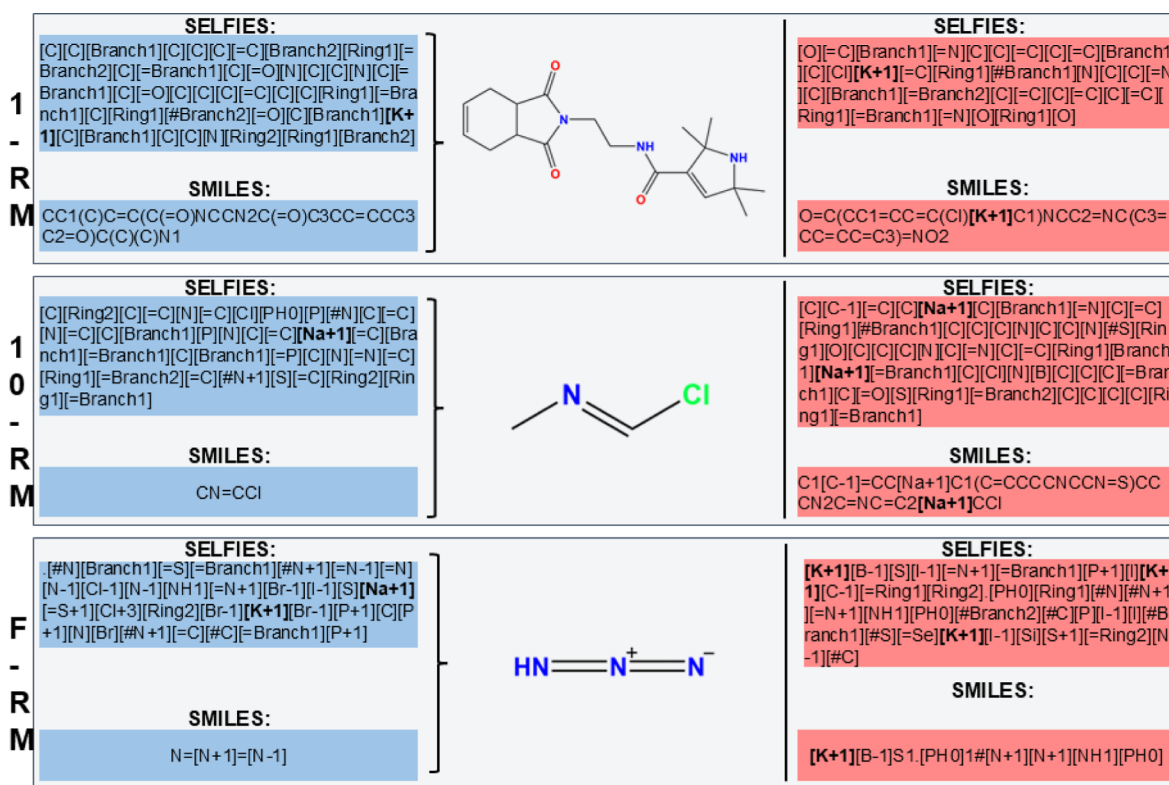 1
-
R
M
SELFIES:
[C][C][Branch1][C][C][C][=C][Branch2][Ring1][=
Branch2][C][=Branch1][C][=O][N][C][C][N][C][=
Branch1][C][=O][C][C][C][=C][C][C][Ring1][=Bra
nch1][C][Ring1][#Branch2][=O][C][Branch1][K+
1][C][Branch1][C][C][N][Ring2][Ring1][Branch2]
SMILES:
CC1(C)C=C(C(=O)NCCN2C(=O)C3CC=CCC3
C2=O)C(C)(C)N1
O
O
N
NH
O
NH
SELFIES:
[O][=C][Branch1][=N][C][C][=C][C][=C][Branch1
][C][Cl][K+1][=C][Ring1][#Branch1][N][C][C][=N
][C][Branch1][=Branch2][C][=C][C][=C][C][=C][
Ring1][=Branch1][=N][O][Ring1][O]
SMILES:
O=C(CC1=CC=C(Cl)[K+1]C1)NCC2=NC(C3=
CC=CC=C3)=NO2
1
0
-
R
M
SELFIES:
[C][Ring2][C][=C][N][=C][Cl][PH0][P][#N][C][=C]
[N][=C][C][Branch1][P][N][C][=C][Na+1][=C][Bra
nch1][=Branch1][C][Branch1][=P][C][N][=N][=C]
[Ring1][=Branch2][=C][#N+1][S][=C][Ring2][Rin
g1][=Branch1]
SMILES:
CN=CCl
N
Cl
SELFIES:
[C][C-1][=C][C][Na+1][C][Branch1][=N][C][=C]
[Ring1][#Branch1][C][C][C][N][C][C][N][#S][Rin
g1][O][C][C][C][N][C][=N][C][=C][Ring1][Branch
1][Na+1][=Branch1][C][Cl][N][B][C][C][C][=Bran
ch1][C][=O][S][Ring1][=Branch2][C][C][C][C][Ri
ng1][=Branch1]
SMILES:
C1[C-1]=CC[Na+1]C1(C=CCCCNCCN=S)CC
CN2C=NC=C2[Na+1]CCl
F
-
R
M
SELFIES:
.[#N][Branch1][=S][=Branch1][#N+1][=N-1][=N]
[N-1][Cl-1][N-1][NH1][=N+1][Br-1][I-1][S][Na+1]
[=S+1][Cl+3][Ring2][Br-1][K+1][Br-1][P+1][C][P
+1][N][Br][#N+1][=C][#C][=Branch1][P+1]
SMILES:
N=[N+1]=[N-1]
HN N+ N−
SELFIES:
[K+1][B-1][S][I-1][=N+1][=Branch1][P+1][I][K+
1][C-1][=Ring1][Ring2].[PH0][Ring1][#N][#N+1
][=N+1][NH1][PH0][#Branch2][#C][P][I-1][I][#B
ranch1][#S][=Se][K+1][I-1][Si][S+1][=Ring2][N
-1][#C]
SMILES:
[K+1][B-1]S1.[PH0]1#[N+1][N+1][NH1][PH0]